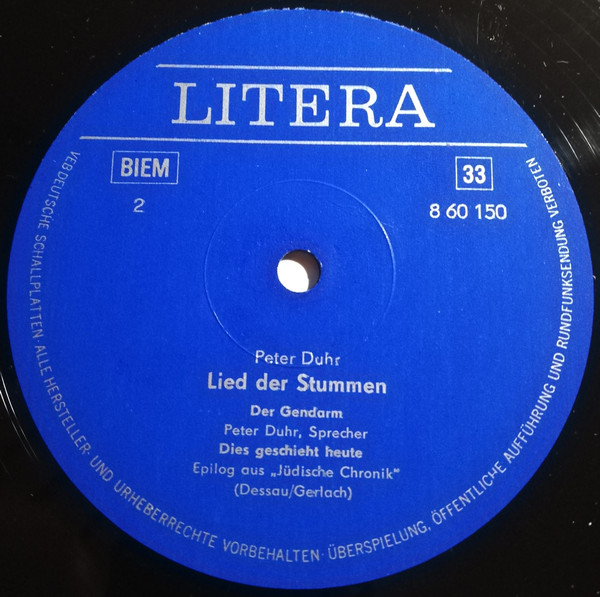 LITERA
BIEM
33
2
8 60 150
Peter Duhr
Lied der Stummen
Der Gendarm
Peter Duhr, Sprecher
Dies geschieht heute
Epilog aus „Jüdische Chronik"
(Dessau/Gerlach)
VEB DEUTSCHE SCHALLPLATTEN · ALLE HERSTELLER- UND URHEBERRECHTE VORBEHALTEN · ÜBERSPIELUNG, ÖFFENTLICHE AUFFÜHRUNG UND RUNDFUNKSENDUNG VERBOTEN